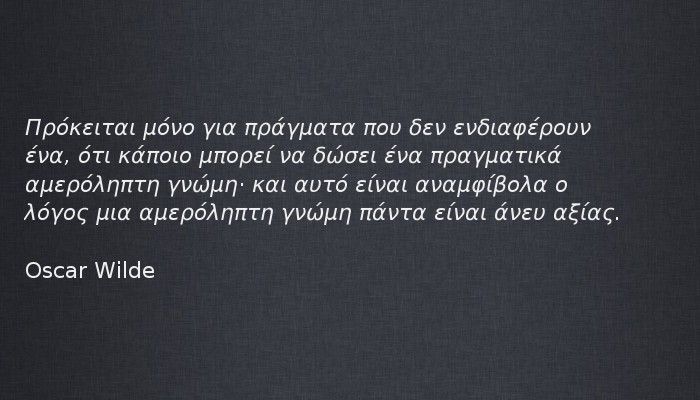 Πρόκειται μόνο για πράγματα που δεν ενδιαφέρουν
ένα, ότι κάποιο μπορεί να δώσει ένα πραγματικά
αμερόληπτη γνώμη· και αυτό είναι αναμφίβολα ο
λόγος μια αμερόληπτη γνώμη πάντα είναι άνευ αξίας.
Oscar Wilde